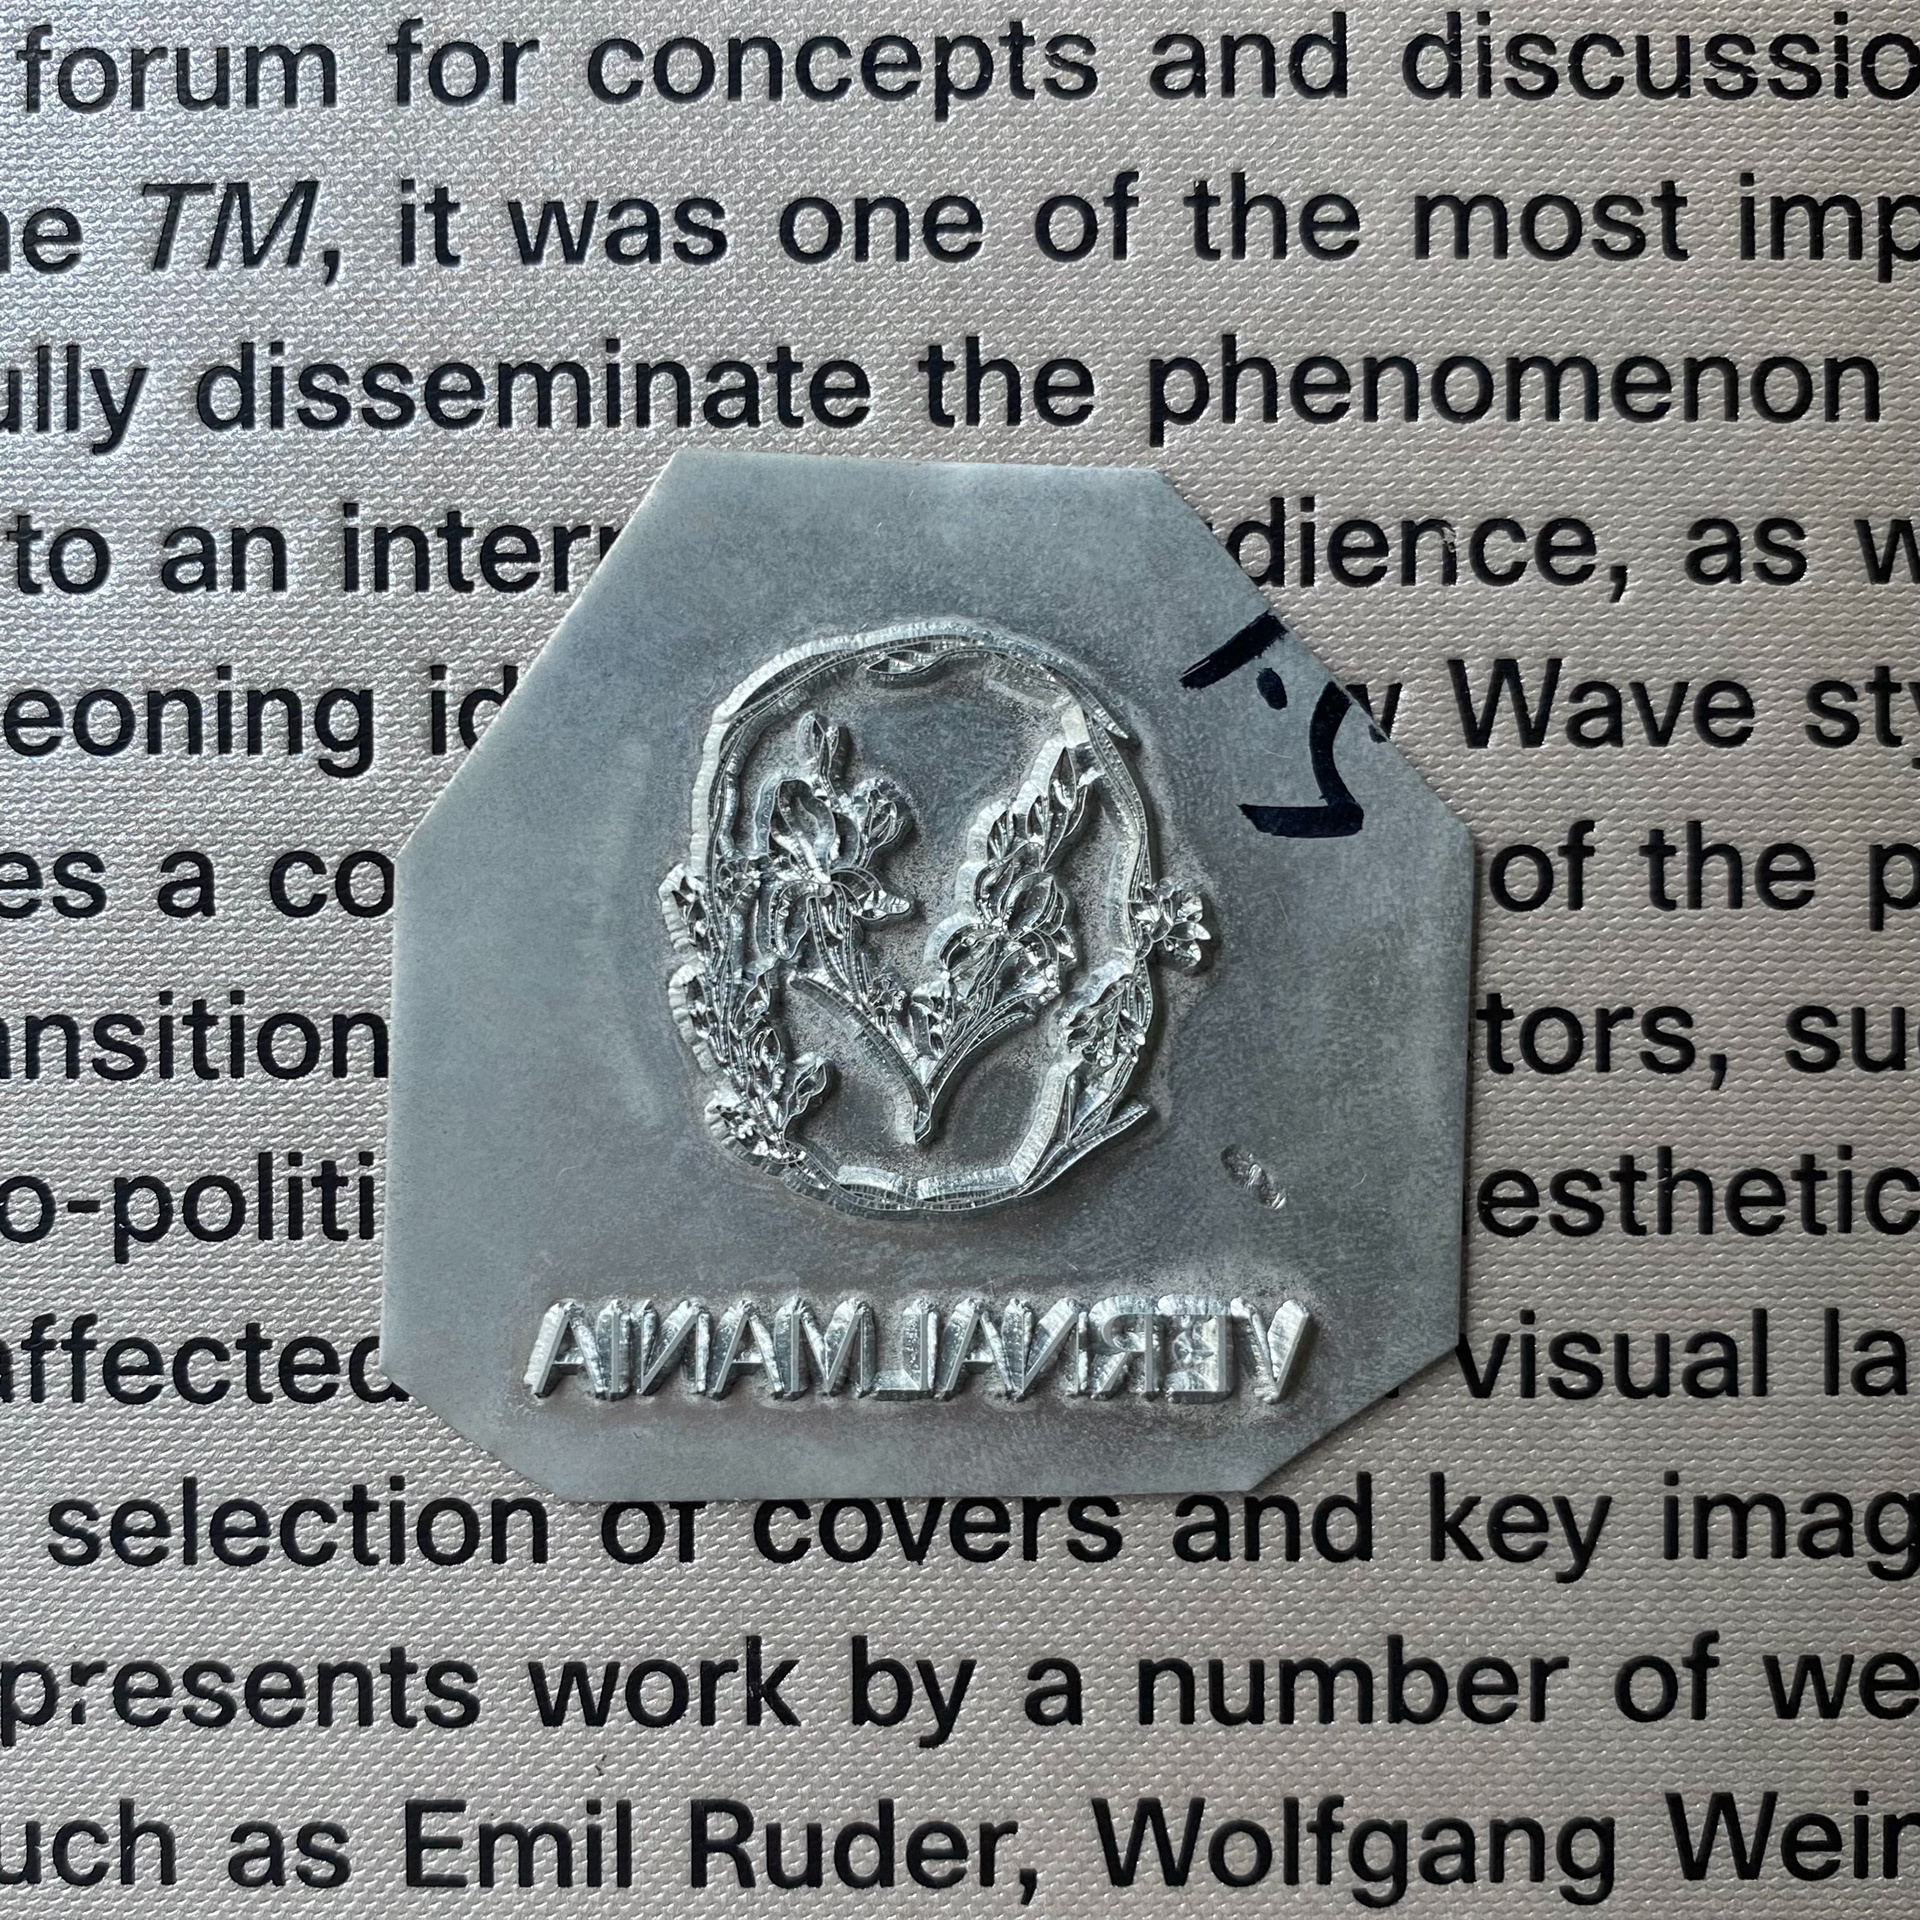 forum for concepts and discussio
ne TM, it was one of the most imp
ully disseminate the phenomenon
to an inter dience, as w
eoning id Wave sty
es a co of the p
ansition tors, su
o-politi esthetic
VERNALMANIA
affected visual la
selection of covers and key imag
presents work by a number of we
uch as Emil Ruder, Wolfgang Wein